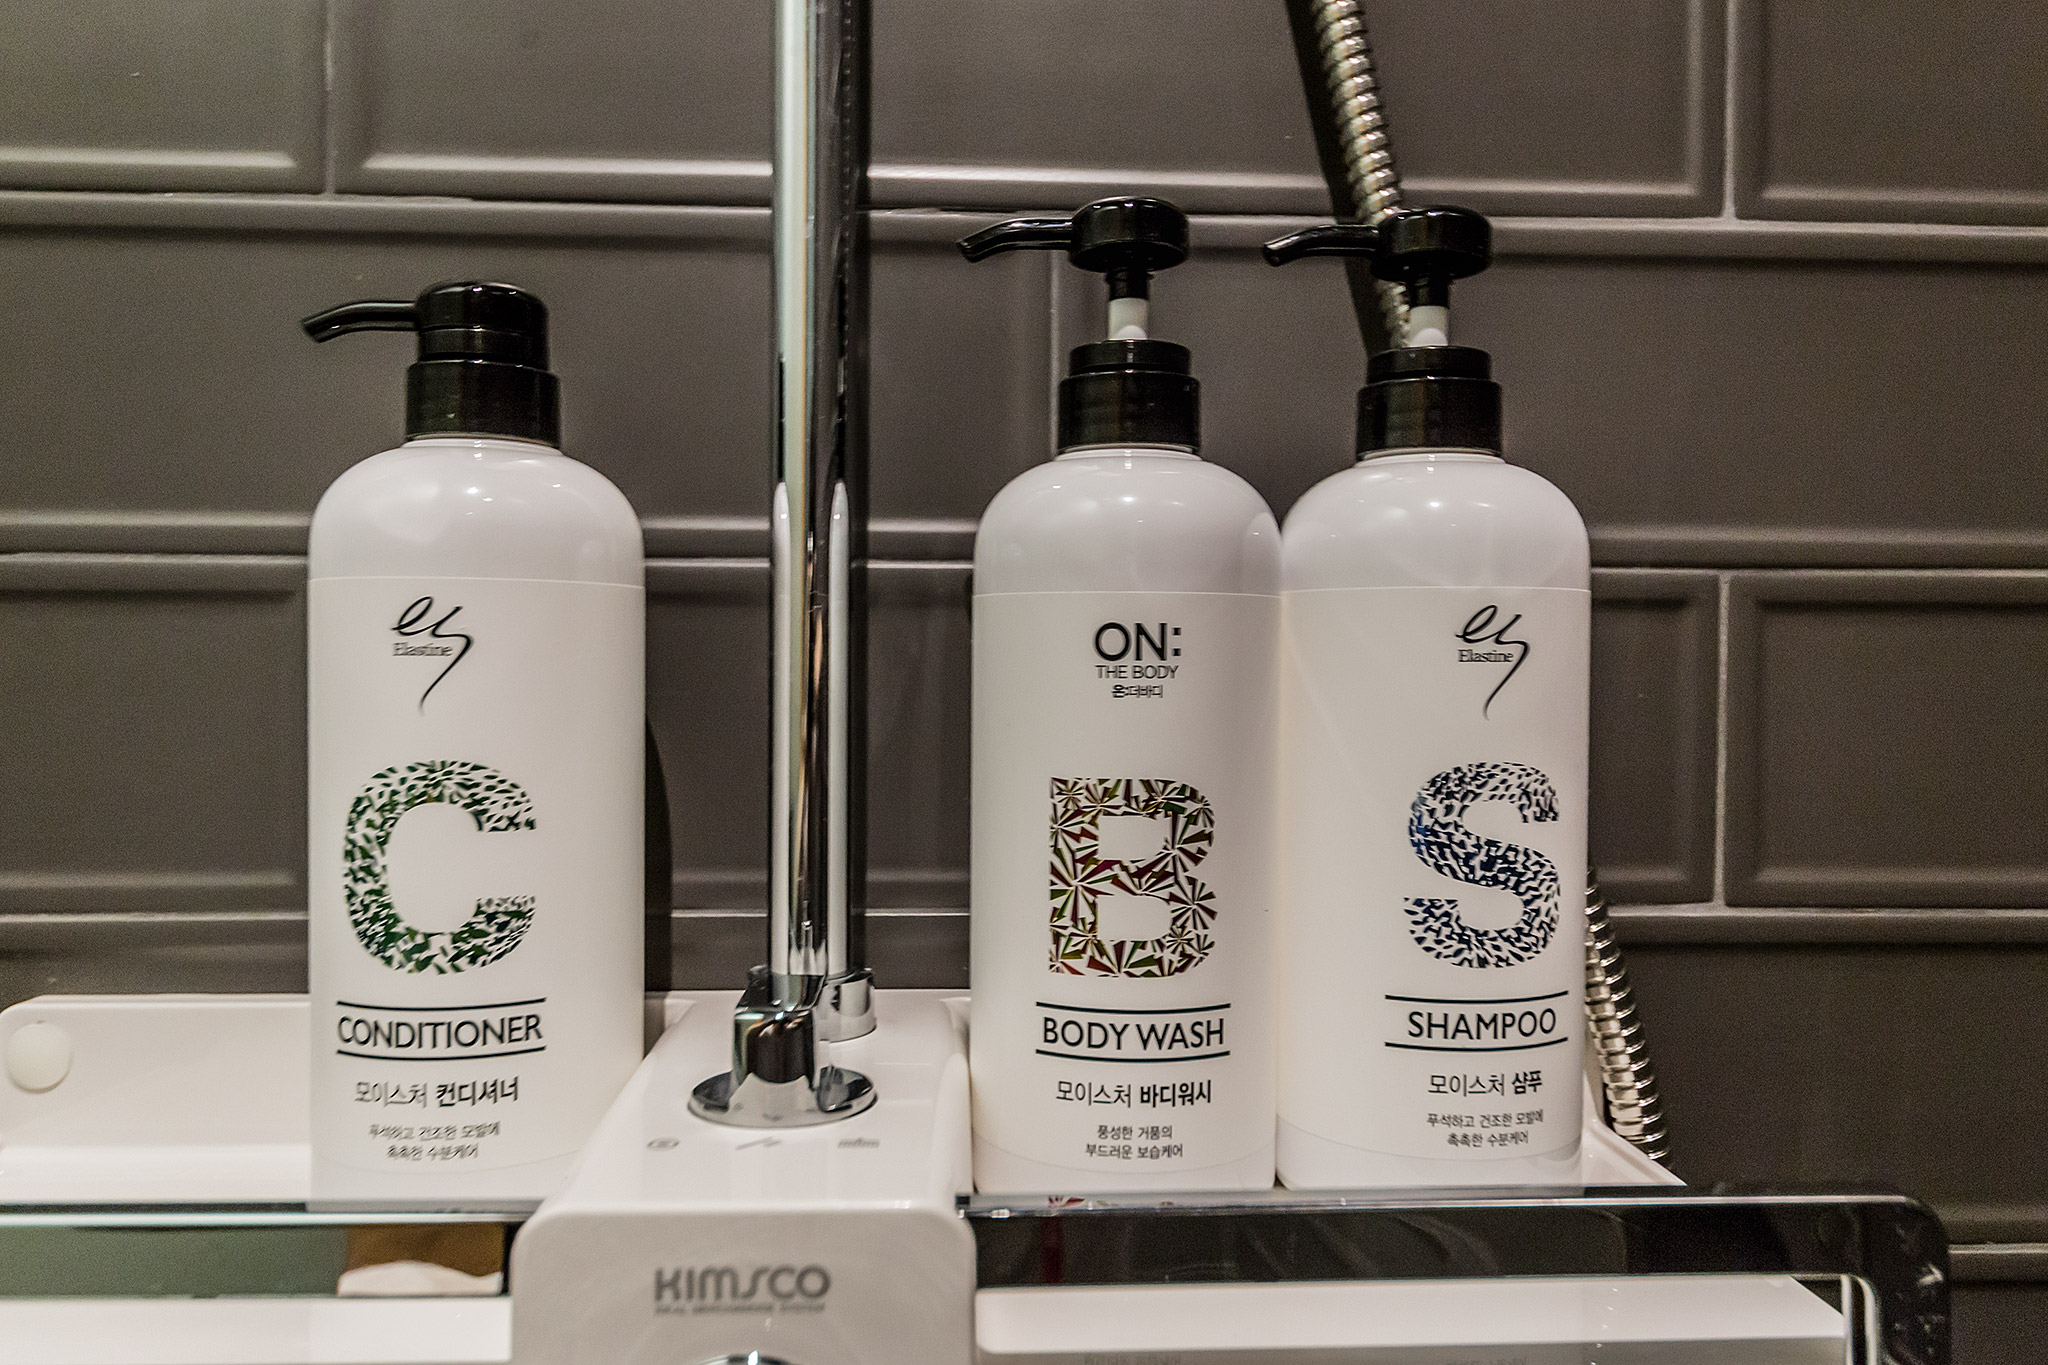 es
Elastine
C
CONDITIONER
모이스처 컨디셔너
푸석하고 건조한 모발에
촉촉한 수분케어
ON:
THE BODY
온:더바디
B
BODY WASH
모이스처 바디워시
풍성한 거품의
부드러운 보습케어
es
Elastine
S
SHAMPOO
모이스처 샴푸
푸석하고 건조한 모발에
촉촉한 수분케어
KIMSCO